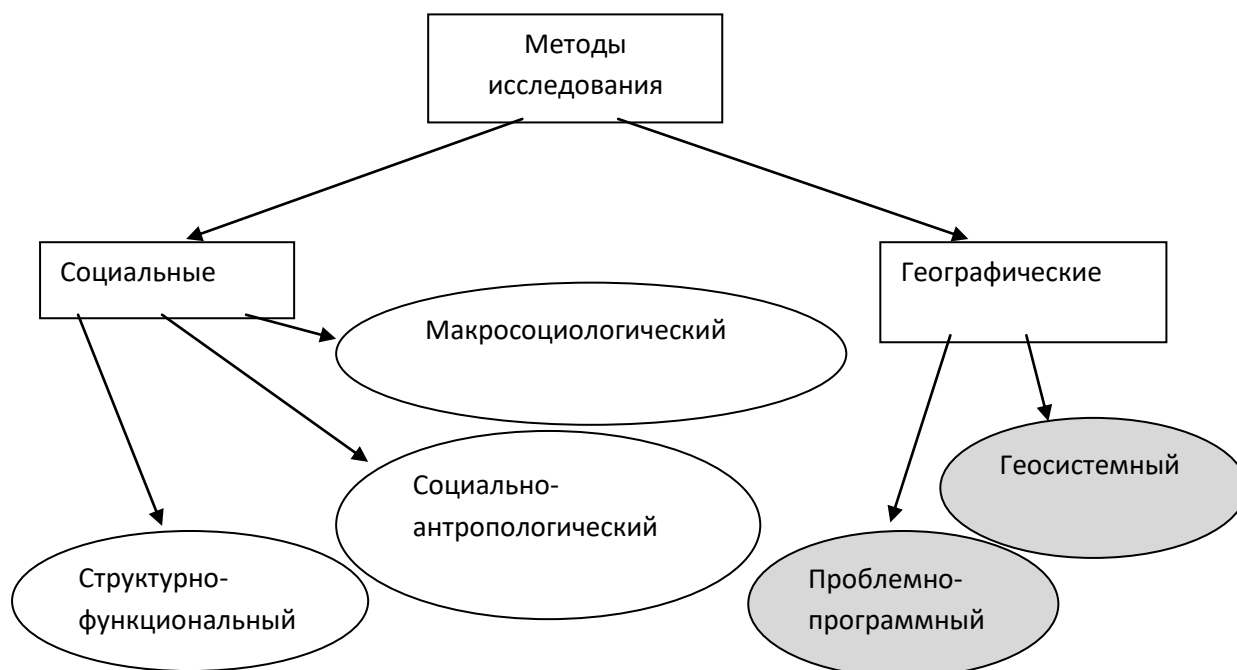 Методы
исследования
Социальные
Географические
Макросоциологический
Геосистемный
Социально-
антропологический
Структурно-
функциональный
Проблемно-
программный